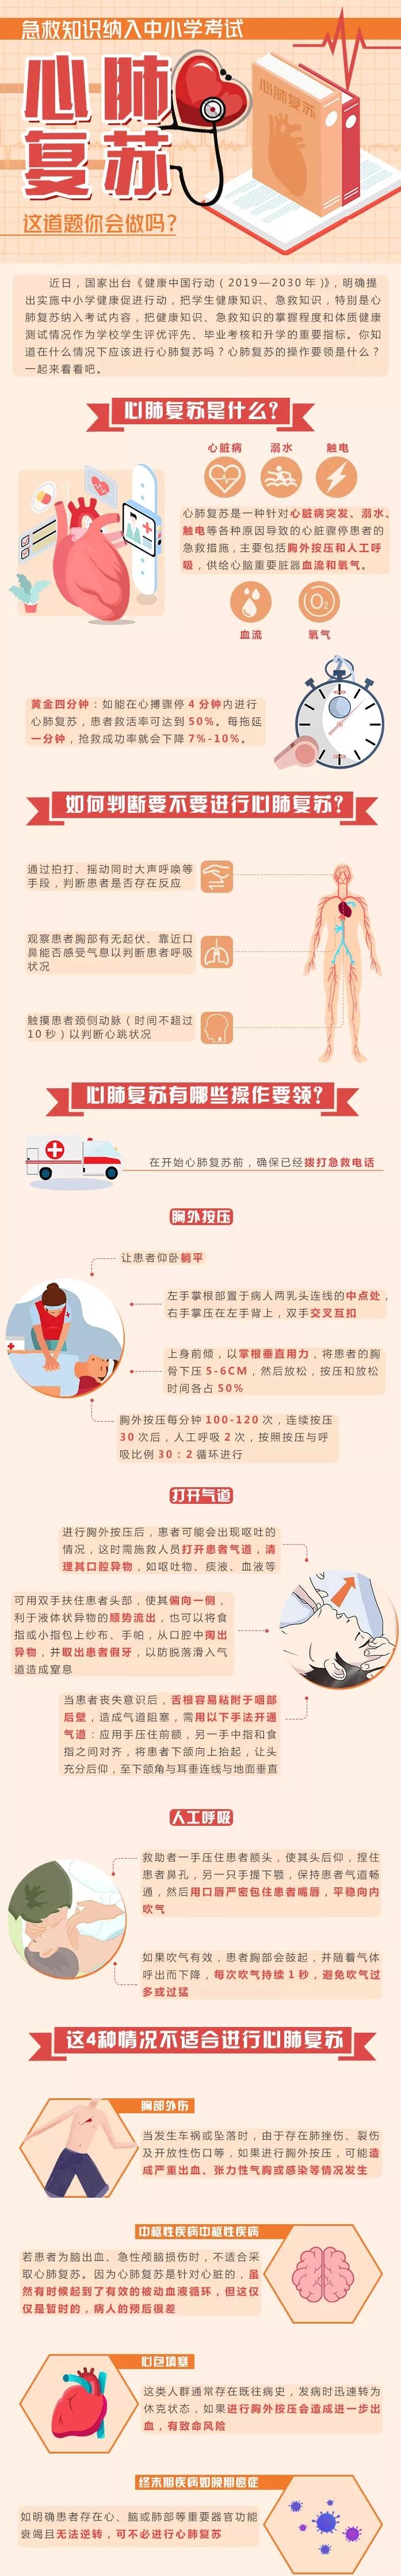 急救知识纳入中小学考试
心肺
复苏
心肺复苏
这道题你会做吗?
近日，国家出台《健康中国行动（2019—2030年）》，明确提
出实施中小学健康促进行动，把学生健康知识、急救知识，特别是心
肺复苏纳入考试内容，把健康知识、急救知识的掌握程度和体质健康
测试情况作为学校学生评优评先、毕业考核和升学的重要指标。你知
道在什么情况下应该进行心肺复苏吗？心肺复苏的操作要领是什么？
一起来看看吧。
心肺复苏是什么?
心脏病 溺水 触电
心肺复苏是一种针对心脏病突发、溺水、
触电等各种原因导致的心脏骤停患者的
急救措施，主要包括胸外按压和人工呼
吸，供给心脑重要脏器血流和氧气。
O2
血流 氧气
黄金四分钟：如能在心搏骤停4分钟内进行
心肺复苏，患者救活率可达到50%。每拖延
一分钟，抢救成功率就会下降7%-10%。
如何判断要不要进行心肺复苏?
通过拍打、摇动同时大声呼唤等
手段，判断患者是否存在反应
观察患者胸部有无起伏、靠近口
鼻能否感受气息以判断患者呼吸
状况
触摸患者颈侧动脉（时间不超过
10秒）以判断心跳状况
心肺复苏有哪些操作要领?
在开始心肺复苏前，确保已经拨打急救电话
胸外按压
让患者仰卧躺平
左手掌根部置于病人两乳头连线的中点处，
右手掌压在左手背上，双手交叉互扣
上身前倾，以掌根垂直用力，将患者的胸
骨下压5-6CM，然后放松，按压和放松
时间各占50%
胸外按压每分钟100-120次，连续按压
30次后，人工呼吸2次，按照按压与呼
吸比例30：2循环进行
打开气道
进行胸外按压后，患者可能会出现呕吐的
情况，这时需施救人员打开患者气道，清
理其口腔异物，如呕吐物、痰液、血液等
可用双手扶住患者头部，使其偏向一侧，
利于液体状异物的顺势流出，也可以将食
指或小指包上纱布、手帕，从口腔中掏出
异物，并取出患者假牙，以防脱落滑入气
道造成窒息
当患者丧失意识后，舌根容易粘附于咽部
后壁，造成气道阻塞，需用以下手法开通
气道：应用手压住前额，另一手中指和食
指之间对齐，将患者下颌向上抬起，让头
充分后仰，至下颌角与耳垂连线与地面垂直
人工呼吸
救助者一手压住患者额头，使其头后仰，捏住
患者鼻孔，另一只手提下颚，保持患者气道畅
通，然后用口唇严密包住患者嘴唇，平稳向内
吹气
如果吹气有效，患者胸部会鼓起，并随着气体
呼出而下降，每次吹气持续1秒，避免吹气过
多或过猛
这4种情况不适合进行心肺复苏
胸部外伤
当发生车祸或坠落时，由于存在肺挫伤、裂伤
及开放性伤口等，如果进行胸外按压，可能造
成严重出血、张力性气胸或感染等情况发生
中枢性疾病中枢性疾病
若患者为脑出血、急性颅脑损伤时，不适合采
取心肺复苏。因为心肺复苏是针对心脏的，虽
然有时候起到了有效的被动血液循环，但这仅
仅是暂时的，病人的预后很差
心包填塞
这类人群通常存在既往病史，发病时迅速转为
休克状态，如果进行胸外按压会造成进一步出
血，有致命风险
终末期疾病如晚期癌症
如明确患者存在心、脑或肺部等重要器官功能
衰竭且无法逆转，可不必进行心肺复苏